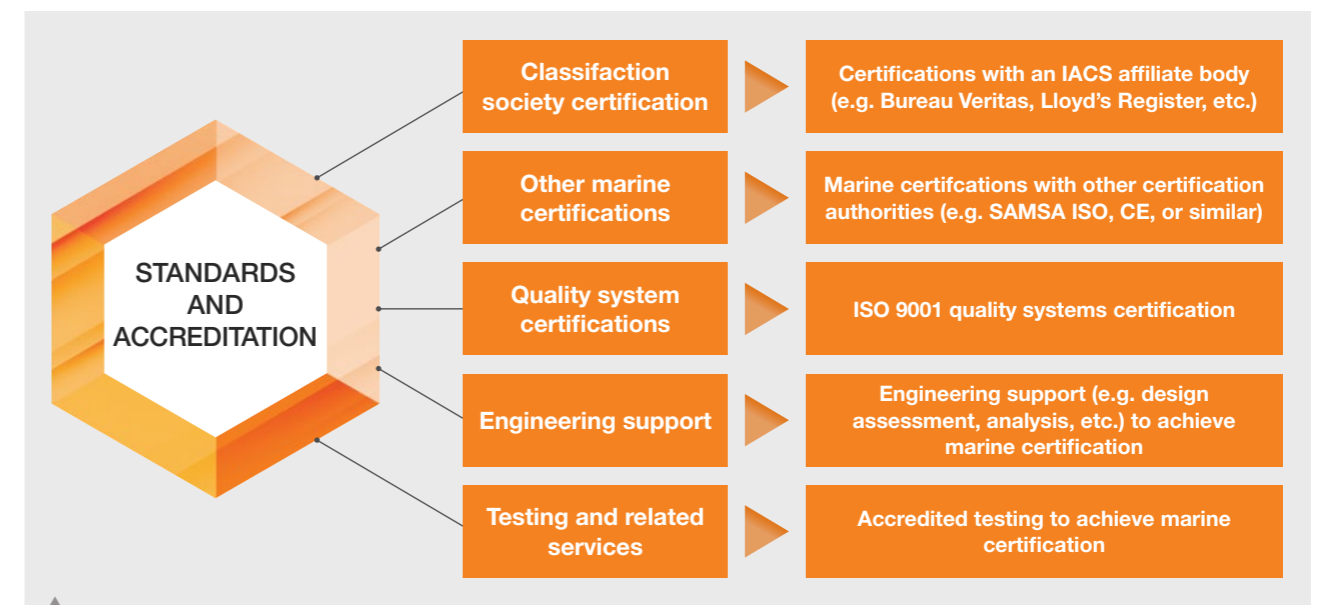 STANDARDS
AND
ACCREDITATION
Classifaction
society certification
Certifications with an IACS affiliate body
(e.g. Bureau Veritas, Lloyd's Register, etc.)
Other marine
certifications
Marine certifcations with other certification
authorities (e.g. SAMSA ISO, CE, or similar)
Quality system
certifications
ISO 9001 quality systems certification
Engineering support
Engineering support (e.g. design
assessment, analysis, etc.) to achieve
marine certification
Testing and related
services
Accredited testing to achieve marine
certification